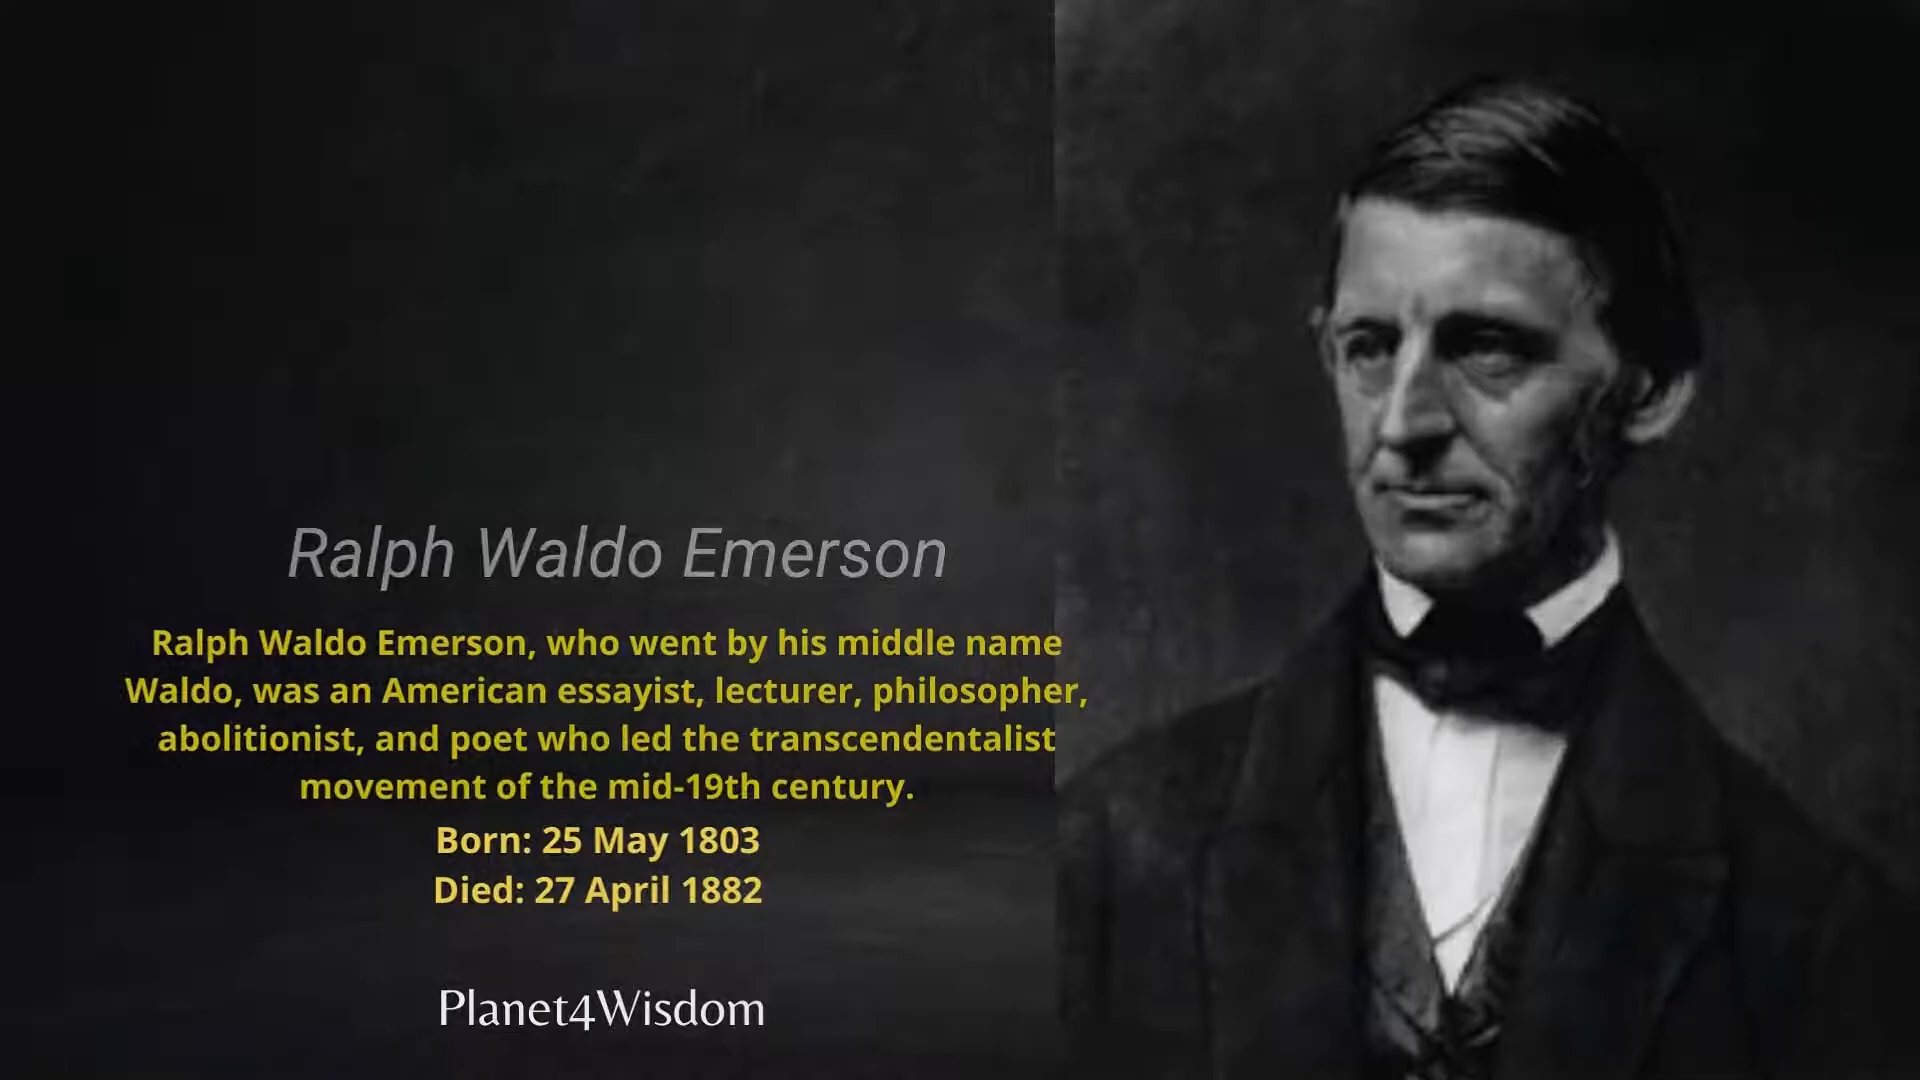 Ralph Waldo Emerson
Ralph Waldo Emerson, who went by his middle name
Waldo, was an American essayist, lecturer, philosopher,
abolitionist, and poet who led the transcendentalist
movement of the mid-19th century.
Born: 25 May 1803
Died: 27 April 1882
Planet4Wisdom